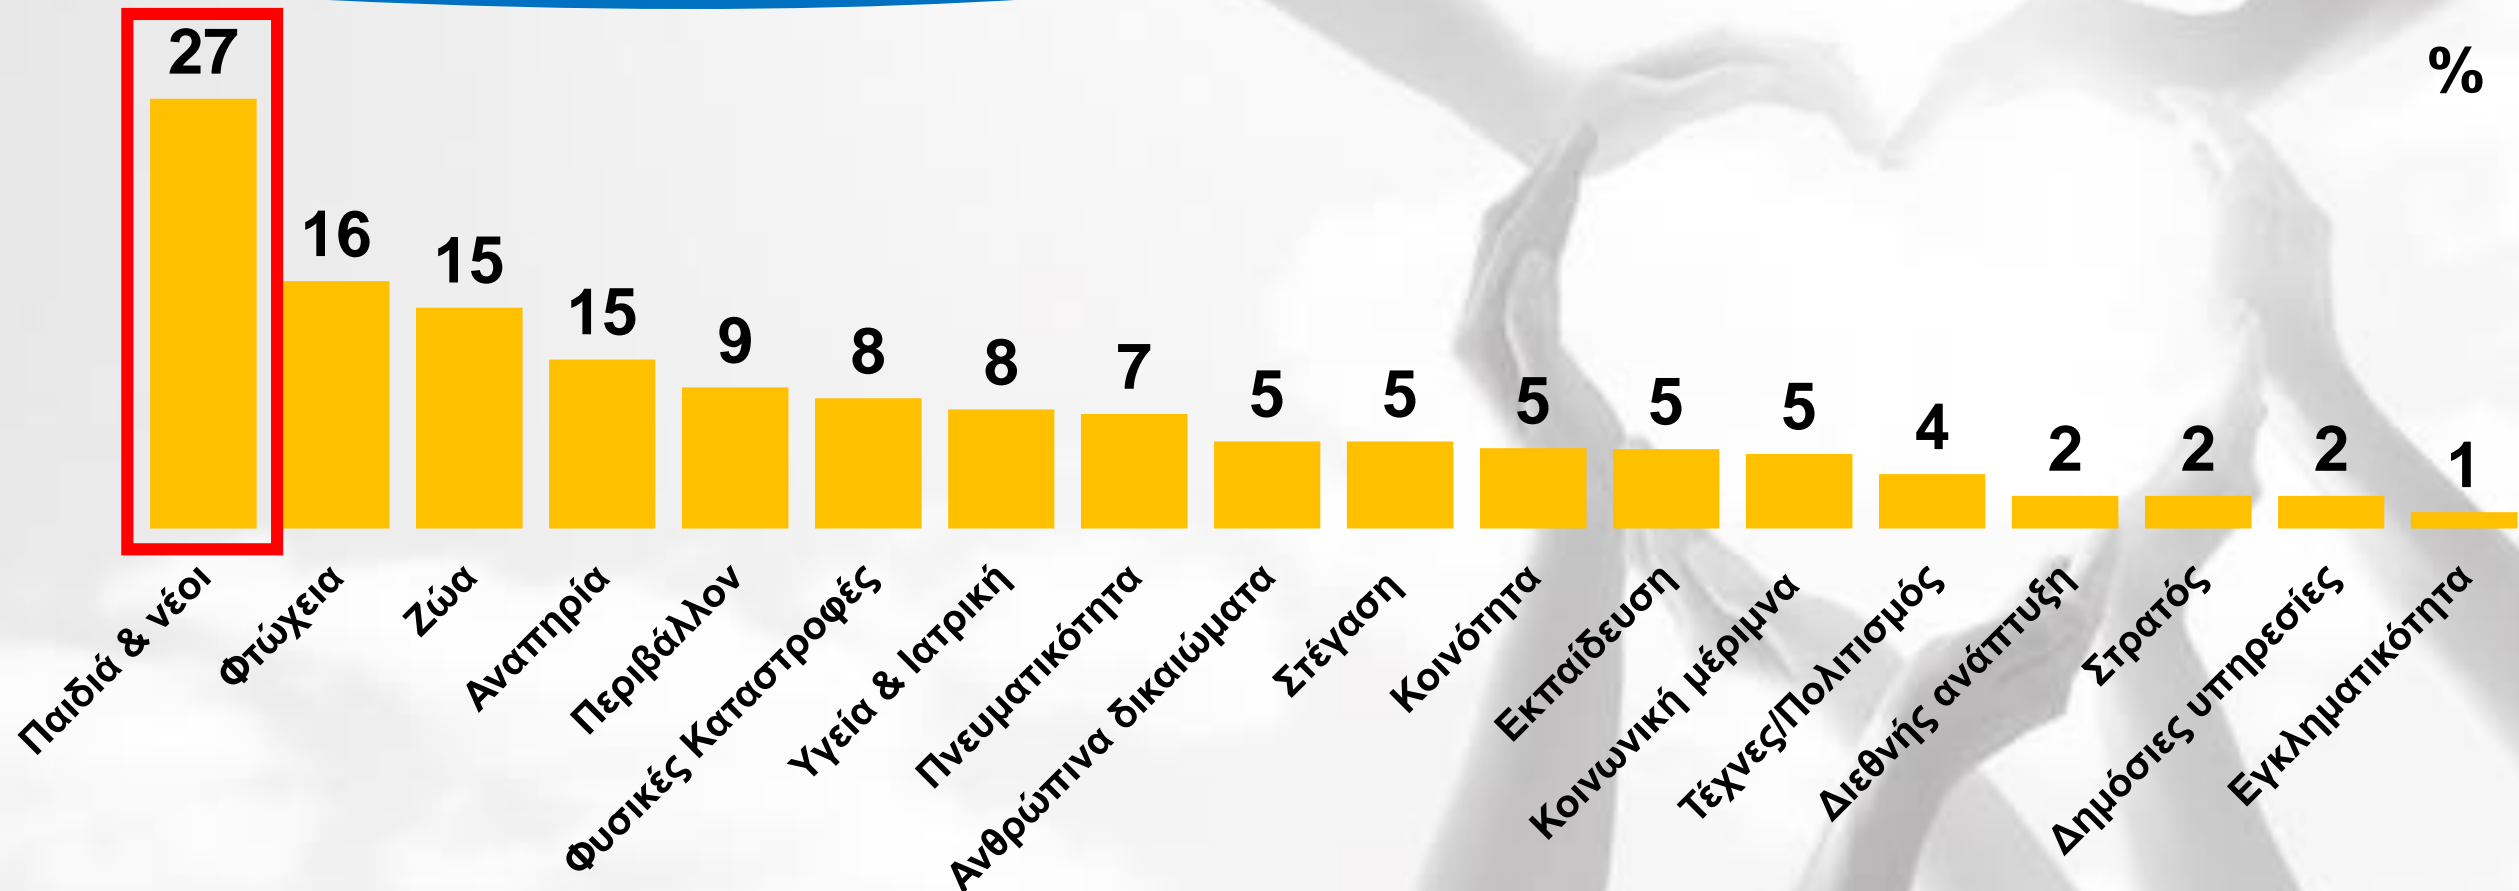 27
16
15
15
9
8
8
7
5
5
5
5
5
4
2
2
2
1
%
Παιδιά & νέοι
Φτώχεια
Ζώα
Αναπηρία
Περιβάλλον
Φυσικές Καταστροφές
Υγεία & Ιατρική
Πνευματικότητα
Ανθρώπινα δικαιώματα
Στέγαση
Κοινότητα
Εκπαίδευση
Κοινωνική μέριμνα
Τέχνες/Πολιτισμός
Διεθνής ανάπτυξη
Στρατός
Δημόσιες υπηρεσίες
Εγκληματικότητα